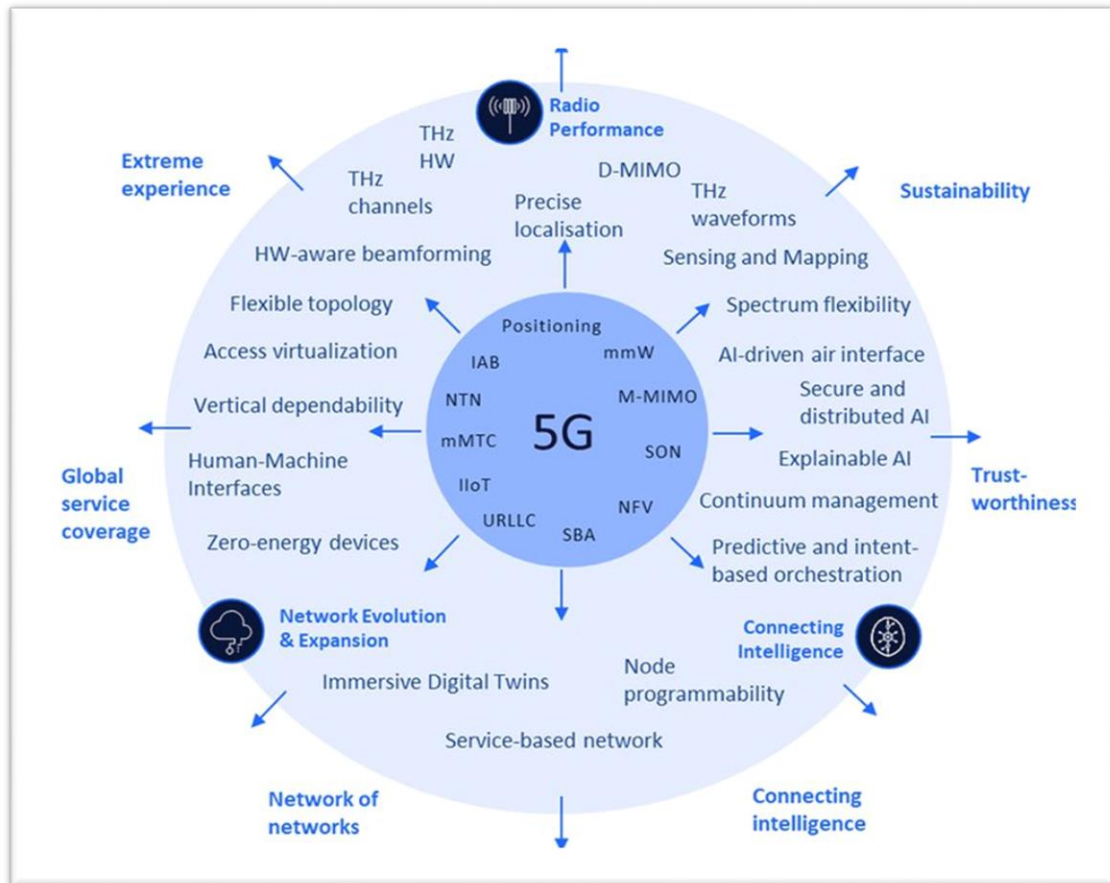 Radio
Performance
THz
HW
D-MIMO
Extreme
experience
THz
channels
Precise
localisation
THz
waveforms
Sustainability
HW-aware beamforming
Sensing and Mapping
Flexible topology
Spectrum flexibility
Access virtualization
AI-driven air interface
Vertical dependability
Secure and
distributed AI
Human-Machine
Interfaces
Explainable AI
Global
service
coverage
Trust-
worthiness
Continuum management
Zero-energy devices
Predictive and intent-
based orchestration
Positioning
mmW
IAB
NTN
M-MIMO
5G
mMTC
SON
IIoT
NFV
URLLC
SBA
Network Evolution
& Expansion
Connecting
Intelligence
Immersive Digital Twins
Node
programmability
Service-based network
Network of
networks
Connecting
intelligence